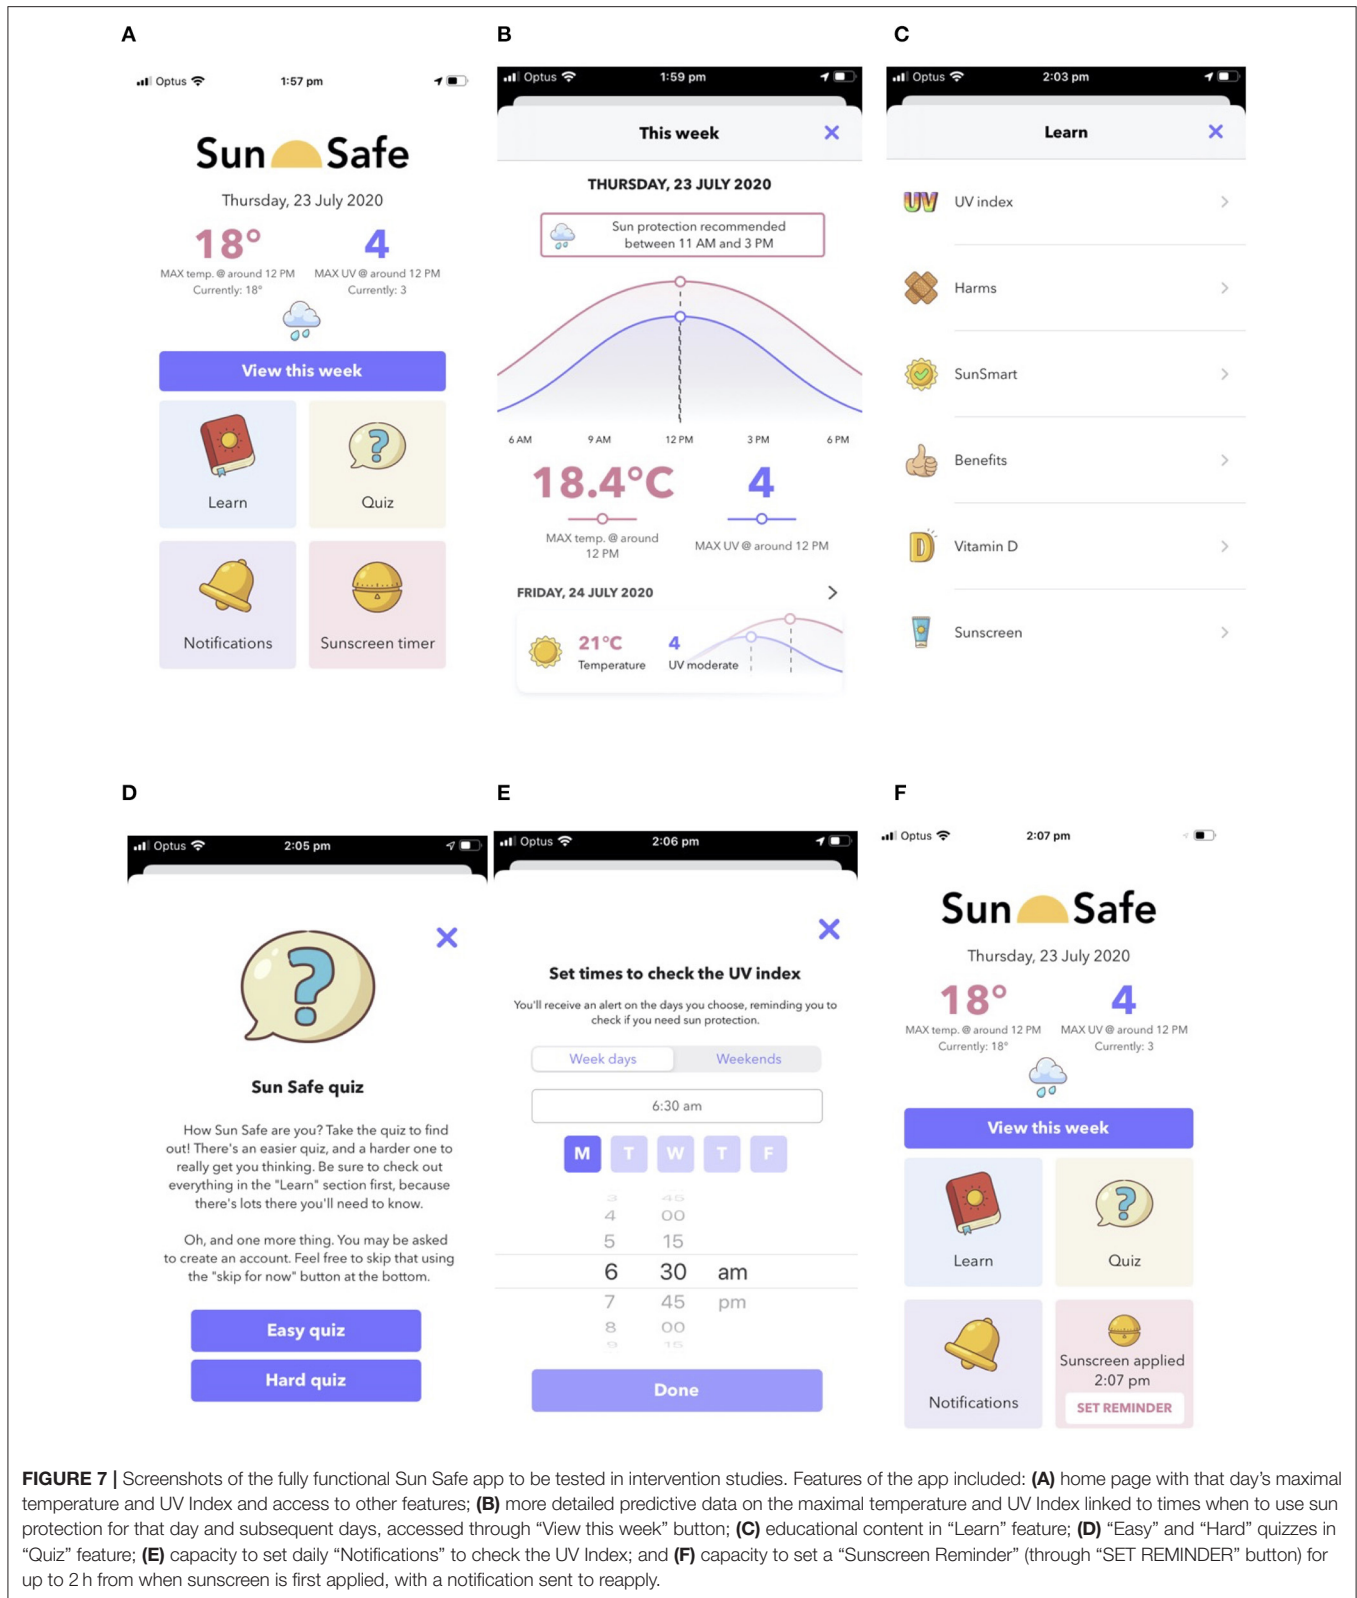 A
Optus
1:57 pm
Sun Safe
Thursday, 23 July 2020
18° 4
MAX temp. @ around 12 PM MAX UV @ around 12 PM
Currently: 18° Currently: 3
View this week
Learn Quiz
Notifications Sunscreen timer
B
Optus
1:59 pm
This week
THURSDAY, 23 JULY 2020
Sun protection recommended
between 11 AM and 3 PM
6 AM 9 AM 12 PM 3 PM 6 PM
18.4°C 4
MAX temp. @ around
12 PM
MAX UV @ around 12 PM
FRIDAY, 24 JULY 2020
21°C 4
Temperature UV moderate
C
Optus
2:03 pm
Learn
UV UV index
Harms
SunSmart
Benefits
D Vitamin D
Sunscreen
D
Optus
2:05 pm
?
Sun Safe quiz
How Sun Safe are you? Take the quiz to find
out! There's an easier quiz, and a harder one to
really get you thinking. Be sure to check out
everything in the "Learn" section first, because
there's lots there you'll need to know.
Oh, and one more thing. You may be asked
to create an account. Feel free to skip that using
the "skip for now" button at the bottom.
Easy quiz
Hard quiz
E
Optus
2:06 pm
Set times to check the UV index
You'll receive an alert on the days you choose, reminding you to
check if you need sun protection.
Week days Weekends
6:30 am
M T W T F
3 45
4 00
5 15
6 30 am
7 45 pm
8 00
9 15
Done
F
Optus
2:07 pm
Sun Safe
Thursday, 23 July 2020
18° 4
MAX temp. @ around 12 PM MAX UV @ around 12 PM
Currently: 18° Currently: 3
View this week
Learn Quiz
Notifications
Sunscreen applied
2:07 pm
SET REMINDER
FIGURE 7 | Screenshots of the fully functional Sun Safe app to be tested in intervention studies. Features of the app included: (A) home page with that day's maximal
temperature and UV Index and access to other features; (B) more detailed predictive data on the maximal temperature and UV Index linked to times when to use sun
protection for that day and subsequent days, accessed through "View this week" button; (C) educational content in "Learn" feature; (D) "Easy" and "Hard" quizzes in
"Quiz" feature; (E) capacity to set daily "Notifications" to check the UV Index; and (F) capacity to set a "Sunscreen Reminder" (through "SET REMINDER" button) for
up to 2 h from when sunscreen is first applied, with a notification sent to reapply.